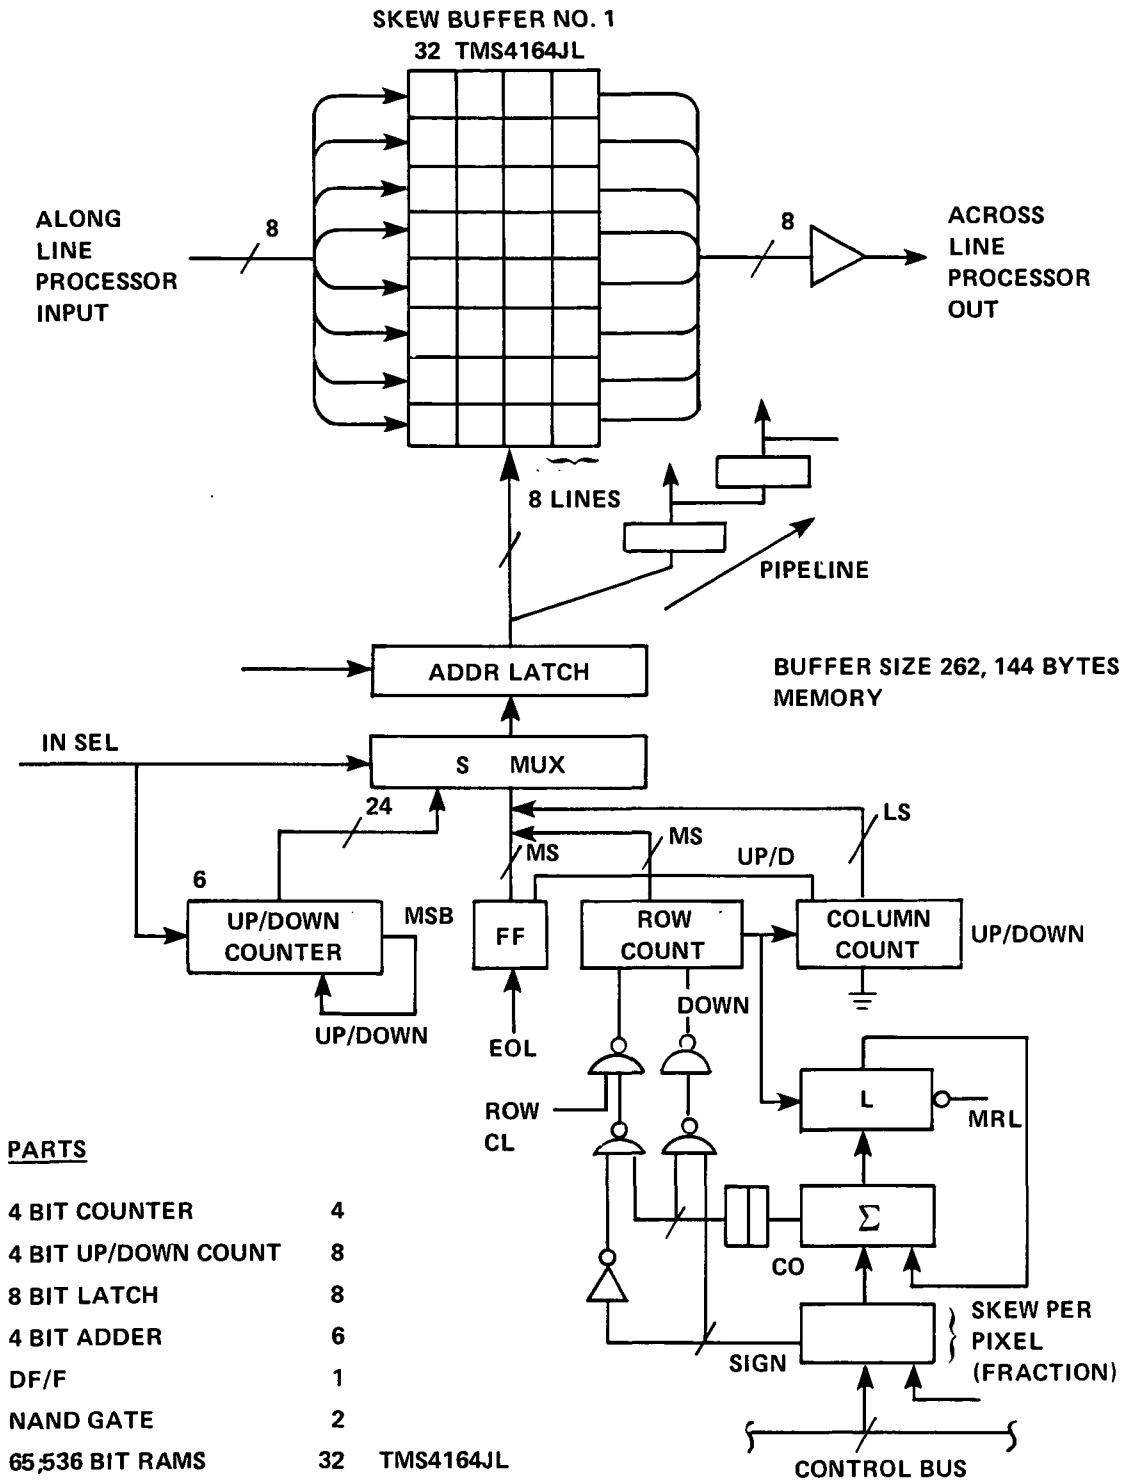 SKEW BUFFER NO. 1
32 TMS4164JL
ALONG
LINE
PROCESSOR
INPUT
8
8
ACROSS
LINE
PROCESSOR
OUT
8 LINES
PIPELINE
ADDR LATCH
BUFFER SIZE 262, 144 BYTES
MEMORY
IN SEL
S MUX
24
MS
MS
LS
UP/D
6
UP/DOWN
COUNTER
MSB
UP/DOWN
FF
EOL
ROW
COUNT
COLUMN
COUNT
UP/DOWN
DOWN
ROW
CL
L
MRL
Σ
CO
SIGN
SKEW PER
PIXEL
(FRACTION)
CONTROL BUS
PARTS
4 BIT COUNTER 4
4 BIT UP/DOWN COUNT 8
8 BIT LATCH 8
4 BIT ADDER 6
DF/F 1
NAND GATE 2
65,536 BIT RAMS 32 TMS4164JL